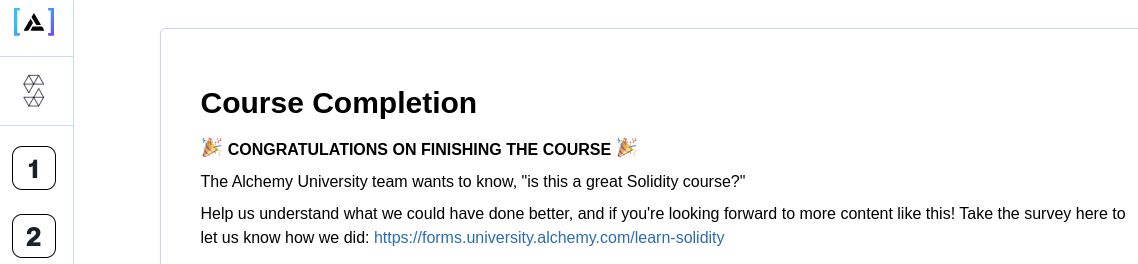 Course Completion
🎉 CONGRATULATIONS ON FINISHING THE COURSE 🎉
The Alchemy University team wants to know, "is this a great Solidity course?"
Help us understand what we could have done better, and if you're looking forward to more content like this! Take the survey here to
let us know how we did: https://forms.university.alchemy.com/learn-solidity
1
2